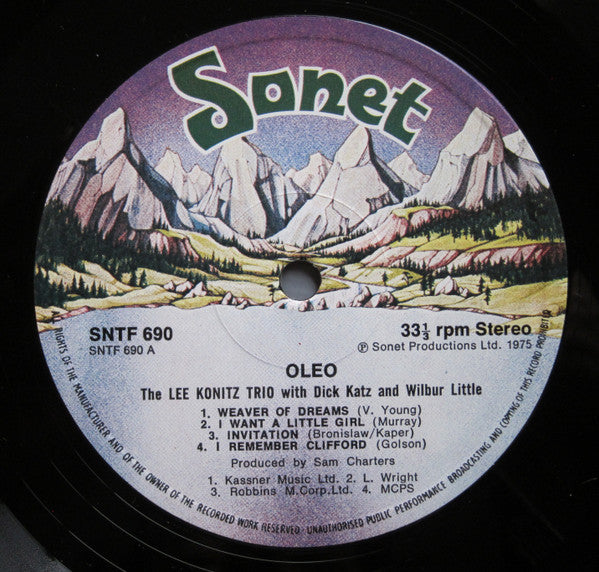 Sonet
SNTF 690
SNTF 690 A
33⅓ rpm Stereo
℗ Sonet Productions Ltd. 1975
OLEO
The LEE KONITZ TRIO with Dick Katz and Wilbur Little
1. WEAVER OF DREAMS (V. Young)
2. I WANT A LITTLE GIRL (Murray)
3. INVITATION (Bronislaw/Kaper)
4. I REMEMBER CLIFFORD (Golson)
Produced by Sam Charters
1. Kassner Music Ltd. 2. L. Wright
3. Robbins M.Corp.Ltd. 4. MCPS
RIGHTS OF THE MANUFACTURER AND OF THE OWNER OF THE RECORDED WORK RESERVED · UNAUTHORISED PUBLIC PERFORMANCE BROADCASTING AND COPYING OF THIS RECORD PROHIBITED